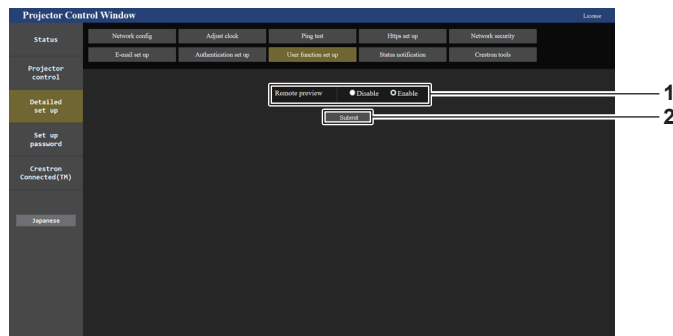 Projector Control Window License
Status
Network config Adjust clock Ping test Https set up Network security
E-mail set up Authentication set up User function set up Status notification Crestron tools
Projector
control
Remote preview Disable Enable 1
Detailed
set up
Submit 2
Set up
password
Crestron
Connected(TM)
Japanese